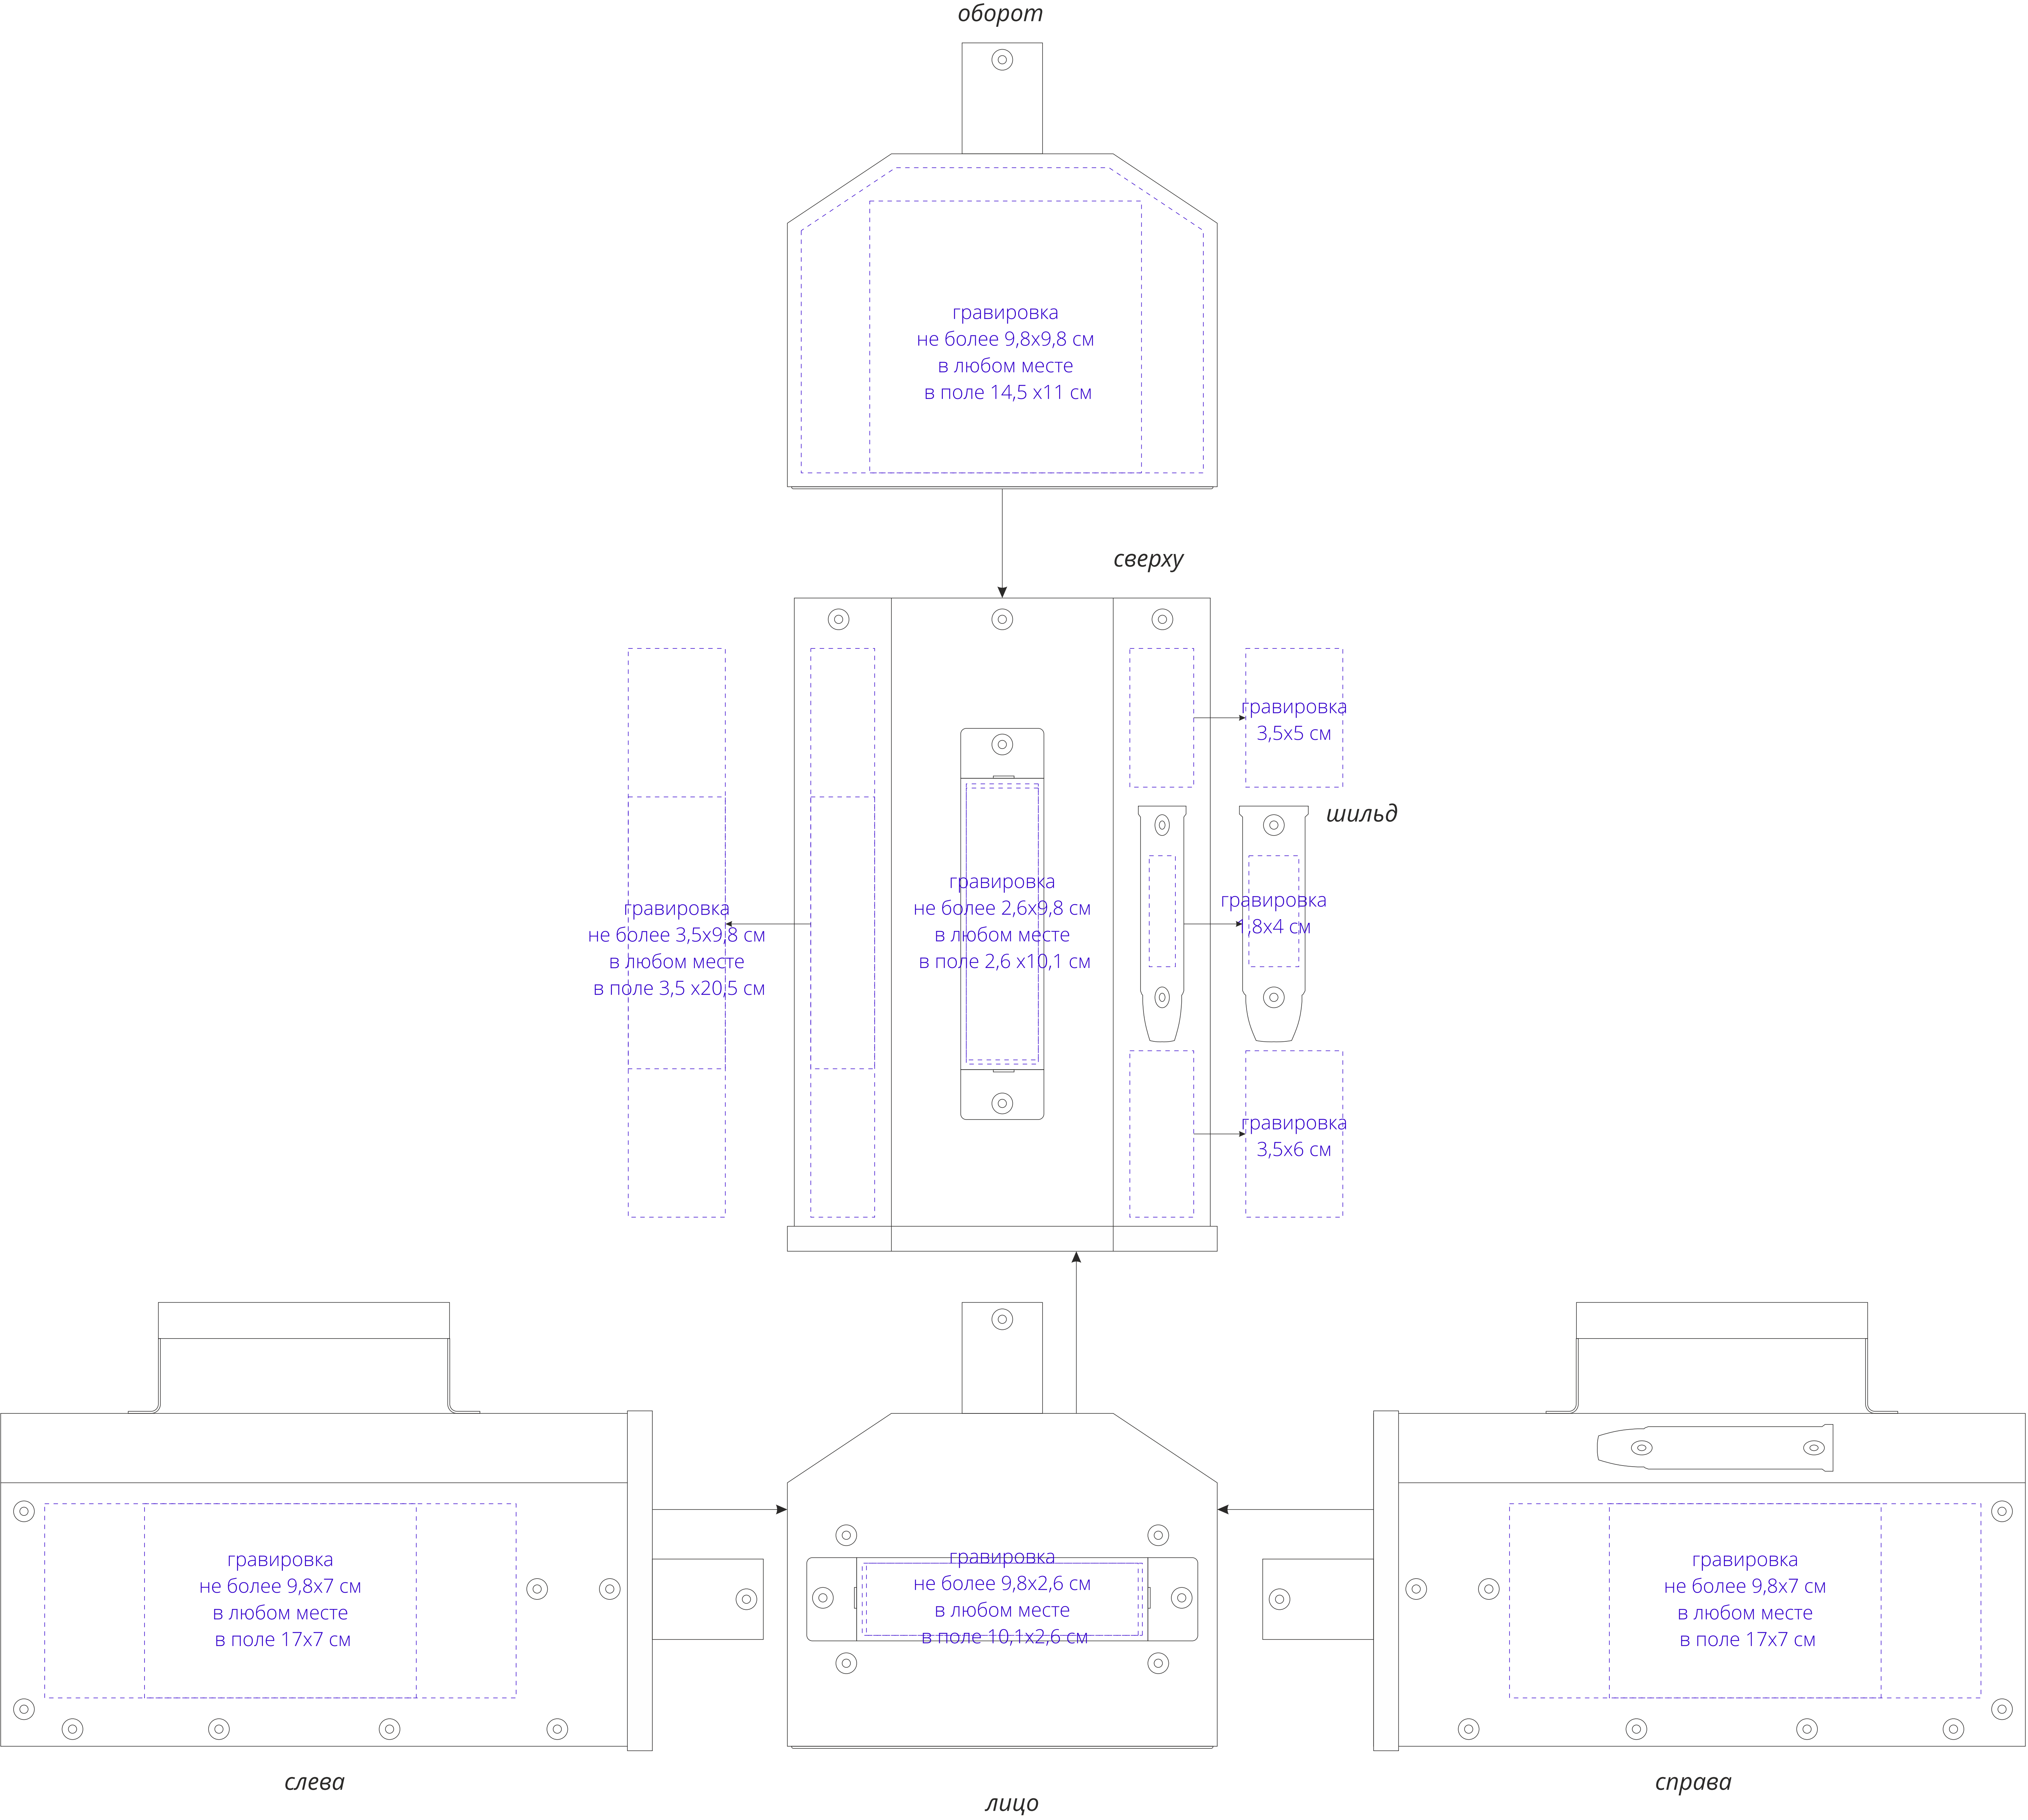 оборот
гравировка
не более 9,8х9,8 см
в любом месте
в поле 14,5 х11 см
сверху
гравировка
3,5х5 см
шильд
гравировка
не более 3,5х9,8 см
в любом месте
в поле 3,5 х20,5 см
гравировка
не более 2,6х9,8 см
в любом месте
в поле 2,6 х10,1 см
гравировка
1,8х4 см
гравировка
3,5х6 см
гравировка
не более 9,8х7 см
в любом месте
в поле 17х7 см
гравировка
не более 9,8х2,6 см
в любом месте
в поле 10,1х2,6 см
гравировка
не более 9,8х7 см
в любом месте
в поле 17х7 см
слева
лицо
справа